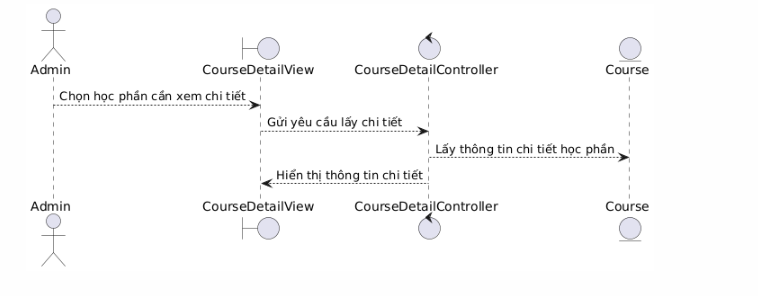 Admin
CourseDetailView
CourseDetailController
Course
Chọn học phần cần xem chi tiết
Gửi yêu cầu lấy chi tiết
Lấy thông tin chi tiết học phần
Hiển thị thông tin chi tiết
Admin
CourseDetailView
CourseDetailController
Course